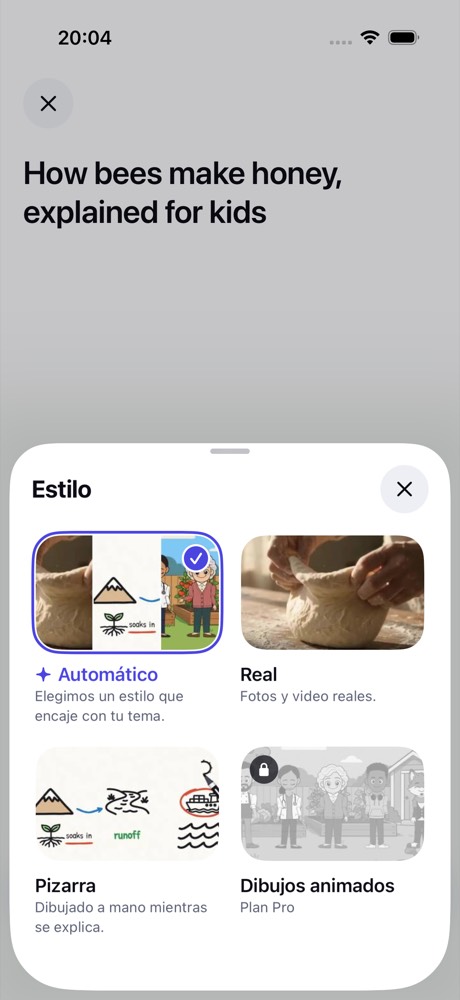 20:04
How bees make honey,
explained for kids
Estilo
soaks in
Automático
Elegimos un estilo que
encaje con tu tema.
Real
Fotos y video reales.
soaks in
runoff
Pizarra
Dibujado a mano mientras
se explica.
Dibujos animados
Plan Pro